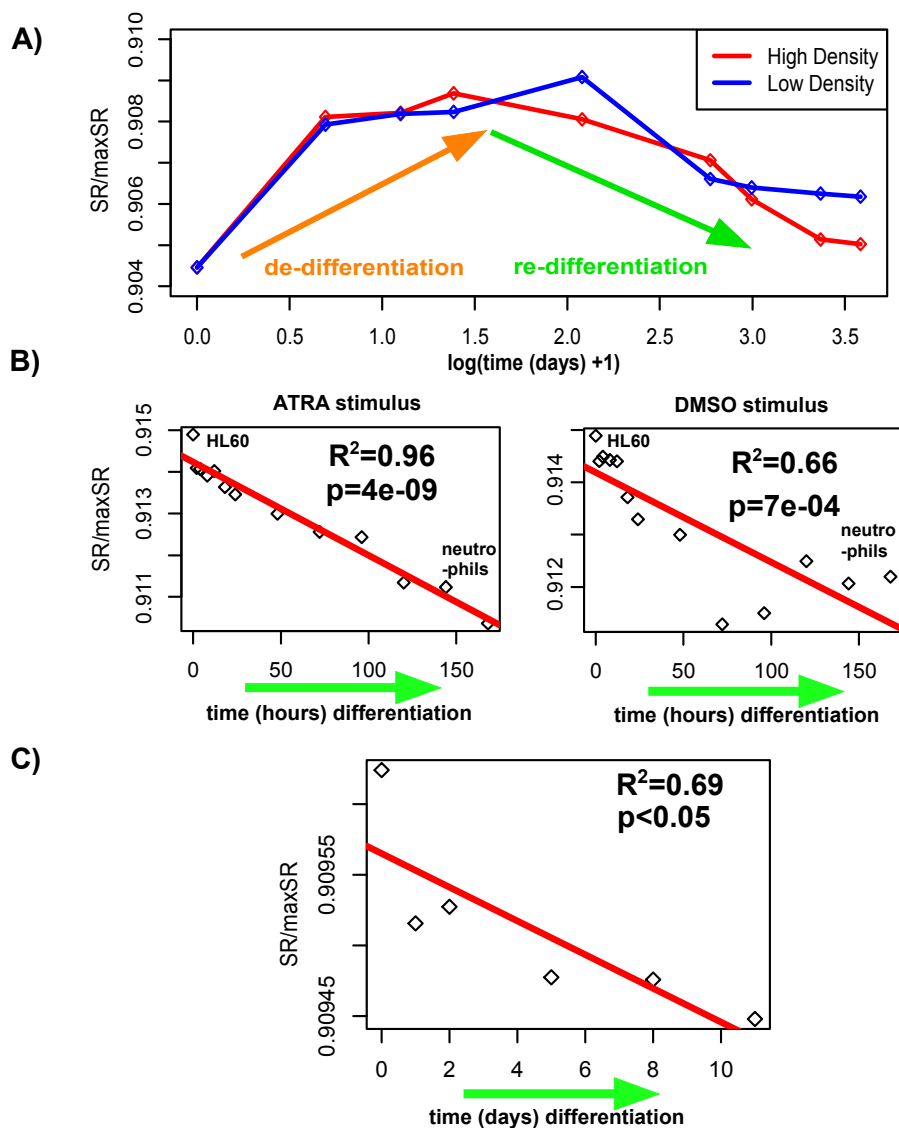 A)
SR/maxSR
0.904 0.906 0.908 0.910
High Density
Low Density
de-differentiation
re-differentiation
0.0 0.5 1.0 1.5 2.0 2.5 3.0 3.5
log(time (days) +1)
B)
ATRA stimulus
SR/maxSR
0.911 0.913 0.915
HL60
R²=0.96
p=4e-09
neutro
-phils
0 50 100 150
time (hours) differentiation
DMSO stimulus
0.912 0.914
HL60
R²=0.66
p=7e-04
neutro
-phils
0 50 100 150
time (hours) differentiation
C)
SR/maxSR
0.90945 0.90955
R²=0.69
p<0.05
0 2 4 6 8 10
time (days) differentiation